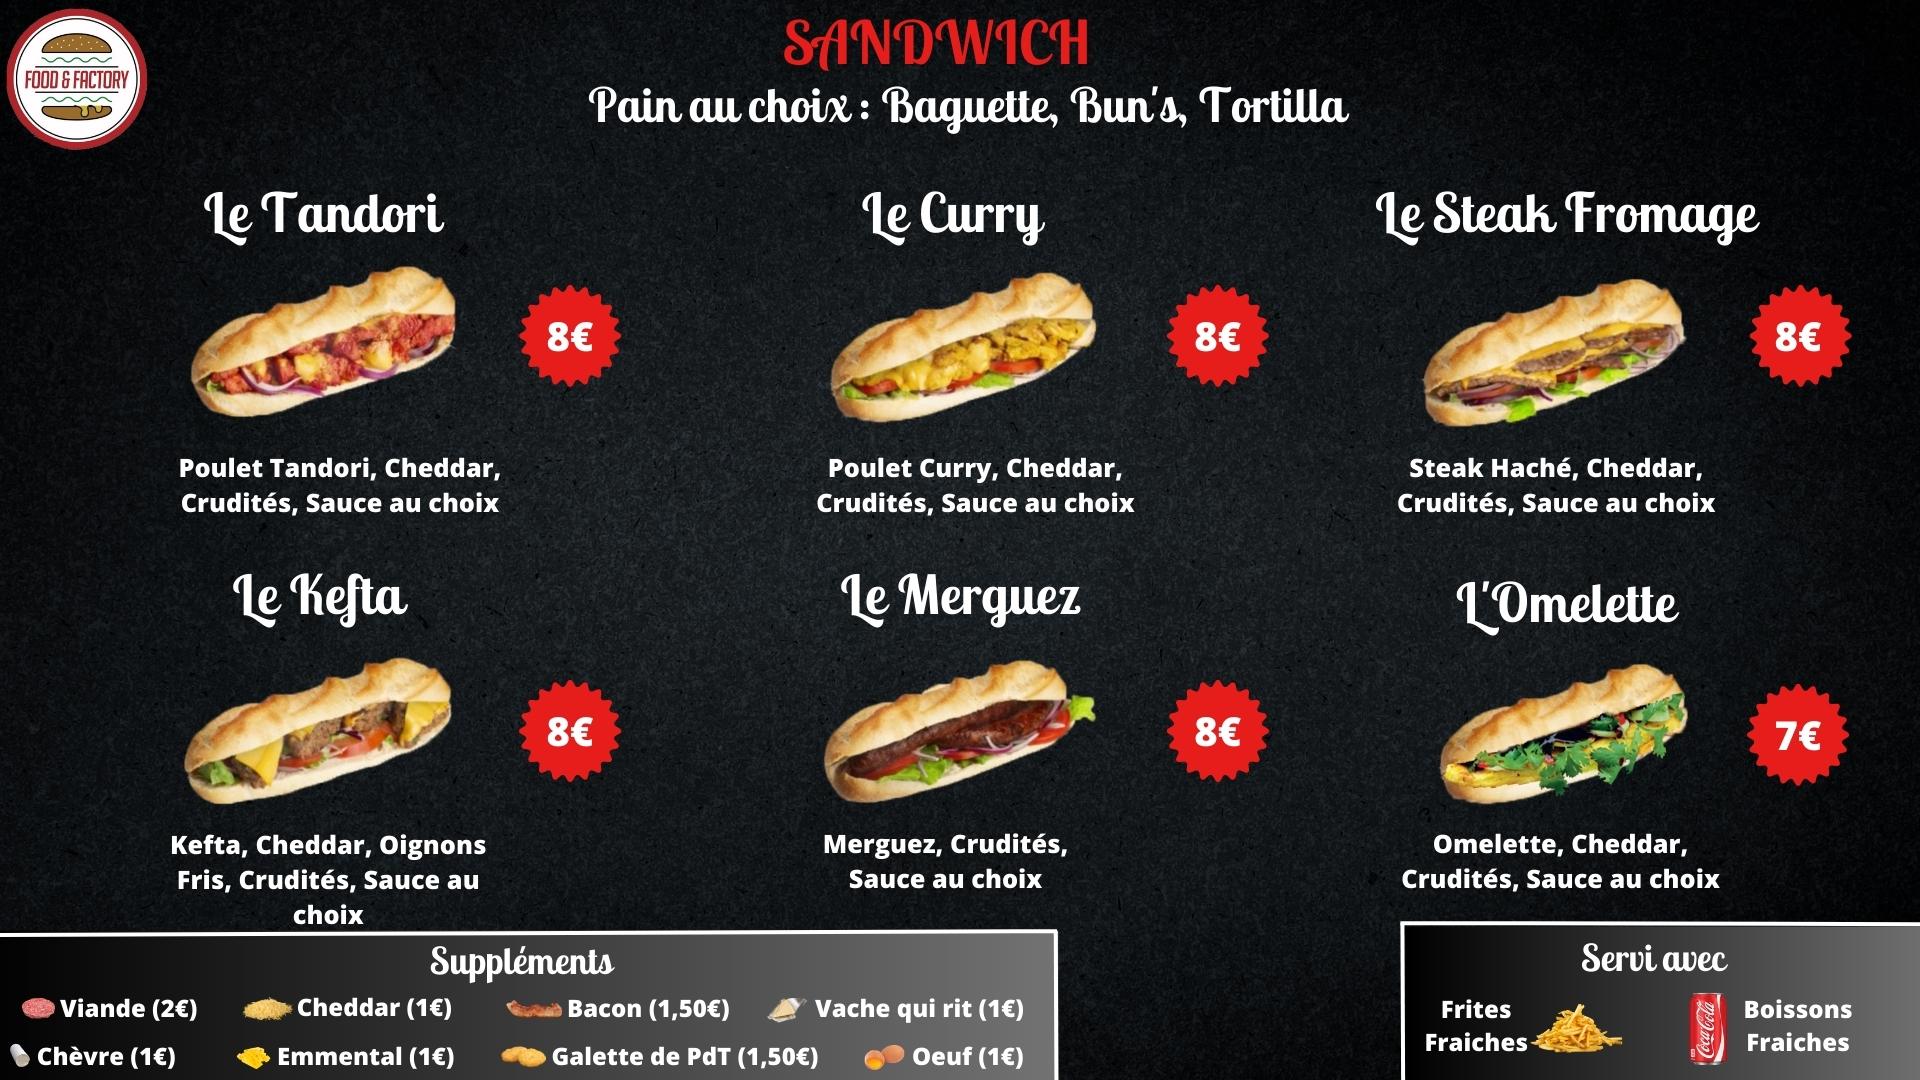 FOOD & FACTORY
SANDWICH
Pain au choix : Baguette, Bun's, Tortilla
Le Tandori
8€
Poulet Tandori, Cheddar,
Crudités, Sauce au choix
Le Curry
8€
Poulet Curry, Cheddar,
Crudités, Sauce au choix
Le Steak Fromage
8€
Steak Haché, Cheddar,
Crudités, Sauce au choix
Le Kefta
8€
Kefta, Cheddar, Oignons
Fris, Crudités, Sauce au
choix
Le Merguez
8€
Merguez, Crudités,
Sauce au choix
L'Omelette
7€
Omelette, Cheddar,
Crudités, Sauce au choix
Suppléments
Viande (2€)
Cheddar (1€)
Bacon (1,50€)
Vache qui rit (1€)
Chèvre (1€)
Emmental (1€)
Galette de PdT (1,50€)
Oeuf (1€)
Servi avec
Frites
Fraiches
Coca-Cola
Boissons
Fraiches